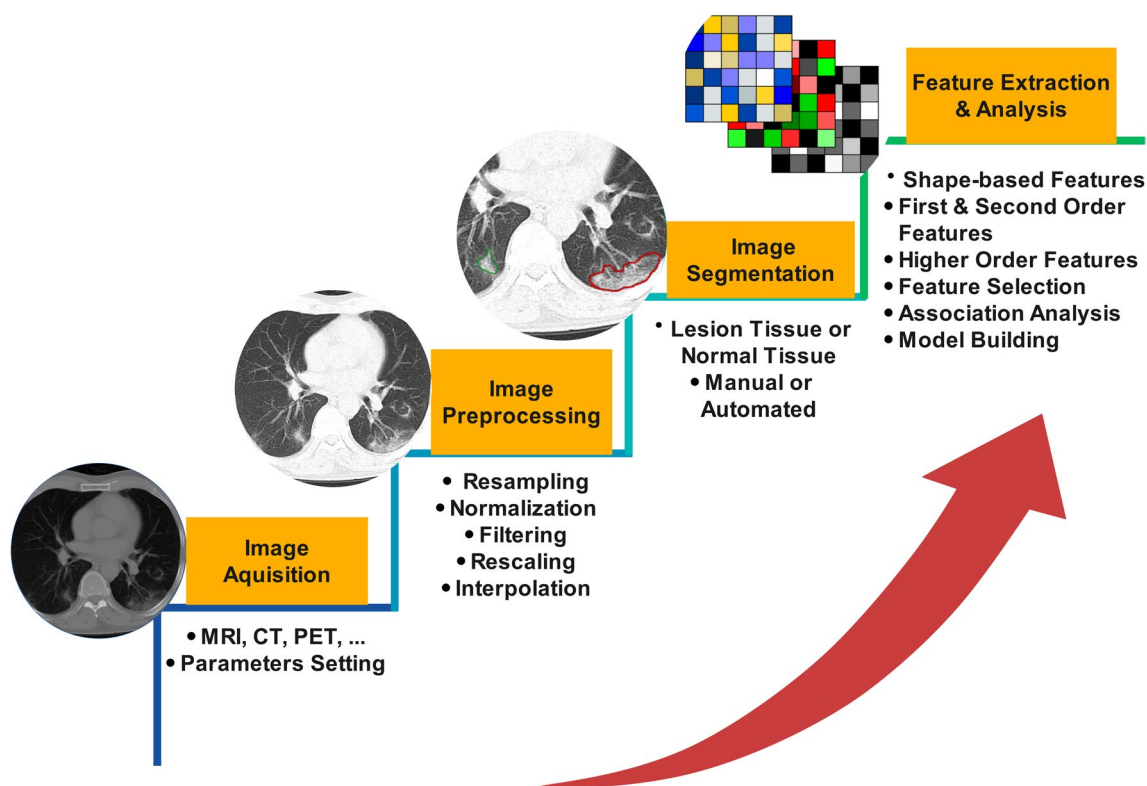 Image
Aquisition
• MRI, CT, PET, ...
• Parameters Setting
Image
Preprocessing
• Resampling
• Normalization
• Filtering
• Rescaling
• Interpolation
Image
Segmentation
• Lesion Tissue or
Normal Tissue
• Manual or
Automated
Feature Extraction
& Analysis
• Shape-based Features
• First & Second Order
Features
• Higher Order Features
• Feature Selection
• Association Analysis
• Model Building